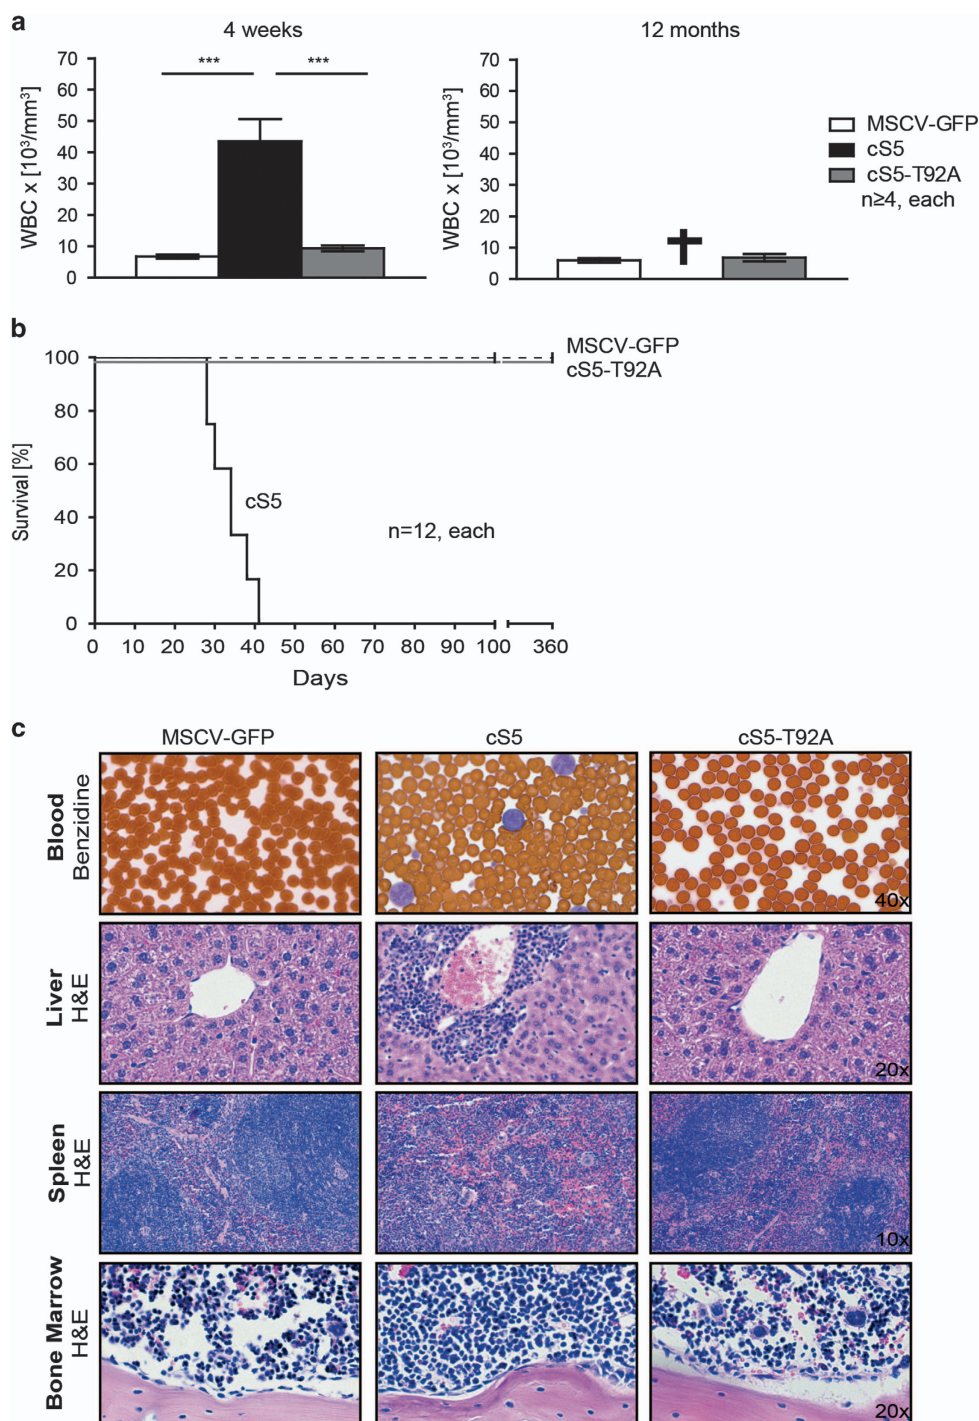 a
4 weeks
12 months
WBC x [10³/mm³]
70
60
50
40
30
20
10
0
***
***
WBC x [10³/mm³]
70
60
50
40
30
20
10
0
MSCV-GFP
cS5
cS5-T92A
n≥4, each
b
Survival [%]
100
80
60
40
20
0
MSCV-GFP
cS5-T92A
cS5
n=12, each
0 10 20 30 40 50 60 70 80 90 100 360
Days
c
MSCV-GFP cS5 cS5-T92A
Blood
Benzidine
40x
Liver
H&E
20x
Spleen
H&E
10x
Bone Marrow
H&E
20x